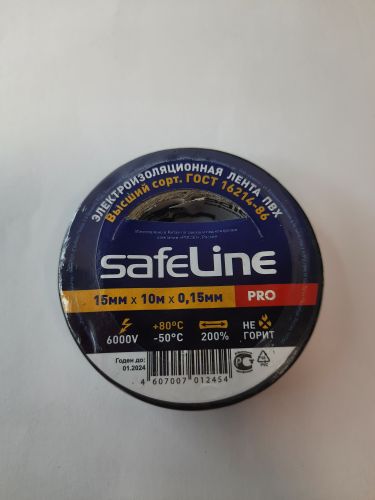 ЭЛЕКТРОИЗОЛЯЦИОННАЯ ЛЕНТА ПВХ
Высший сорт. ГОСТ 16214-86
safeLine
15мм x 10м x 0,15мм PRO
6000V +80°C -50°C 200% НЕ ГОРИТ
Годен до:
01.2024
4 607007 012454